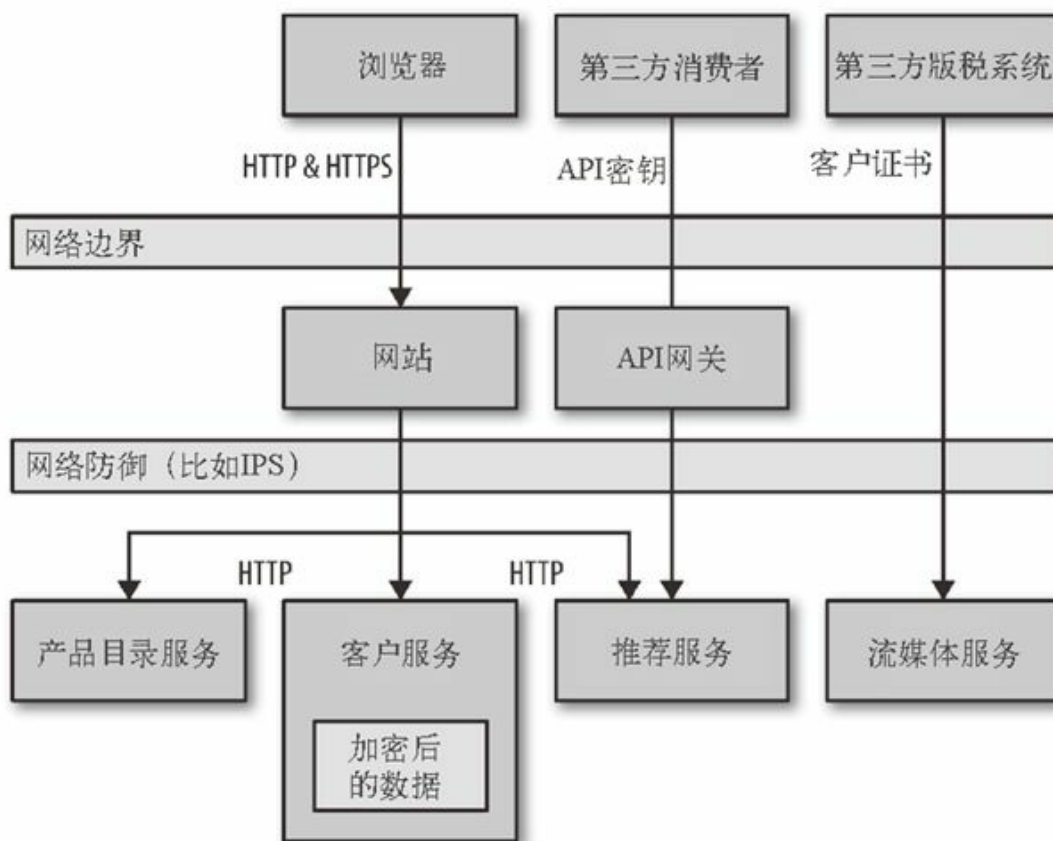 浏览器
第三方消费者
第三方版税系统
HTTP & HTTPS
API密钥
客户证书
网络边界
网站
API网关
网络防御（比如IPS）
HTTP
HTTP
产品目录服务
客户服务
推荐服务
流媒体服务
加密后
的数据